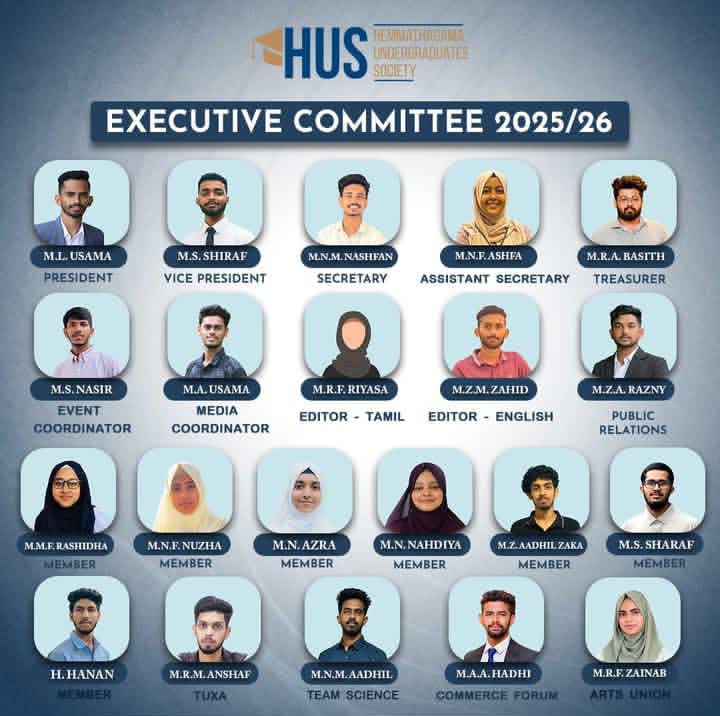 HUS
HEMMATHAGAMA
UNDERGRADUATES
SOCIETY
EXECUTIVE COMMITTEE 2025/26
M.L. USAMA
PRESIDENT
M.S. SHIRAF
VICE PRESIDENT
M.N.M. NASHFAN
SECRETARY
M.N.F. ASHFA
ASSISTANT SECRETARY
M.R.A. BASITH
TREASURER
M.S. NASIR
EVENT
COORDINATOR
M.A. USAMA
MEDIA
COORDINATOR
M.R.F. RIYASA
EDITOR - TAMIL
M.Z.M. ZAHID
EDITOR - ENGLISH
M.Z.A. RAZNY
PUBLIC
RELATIONS
M.M.F. RASHIDHA
MEMBER
M.N.F. NUZHA
MEMBER
M.N. AZRA
MEMBER
M.N. NAHDIYA
MEMBER
M.Z. AADHIL ZAKA
MEMBER
M.S. SHARAF
MEMBER
H. HANAN
MEMBER
M.R.M. ANSHAF
TUXA
M.N.M. AADHIL
TEAM SCIENCE
M.A.A. HADHI
COMMERCE FORUM
M.R.F. ZAINAB
ARTS UNION